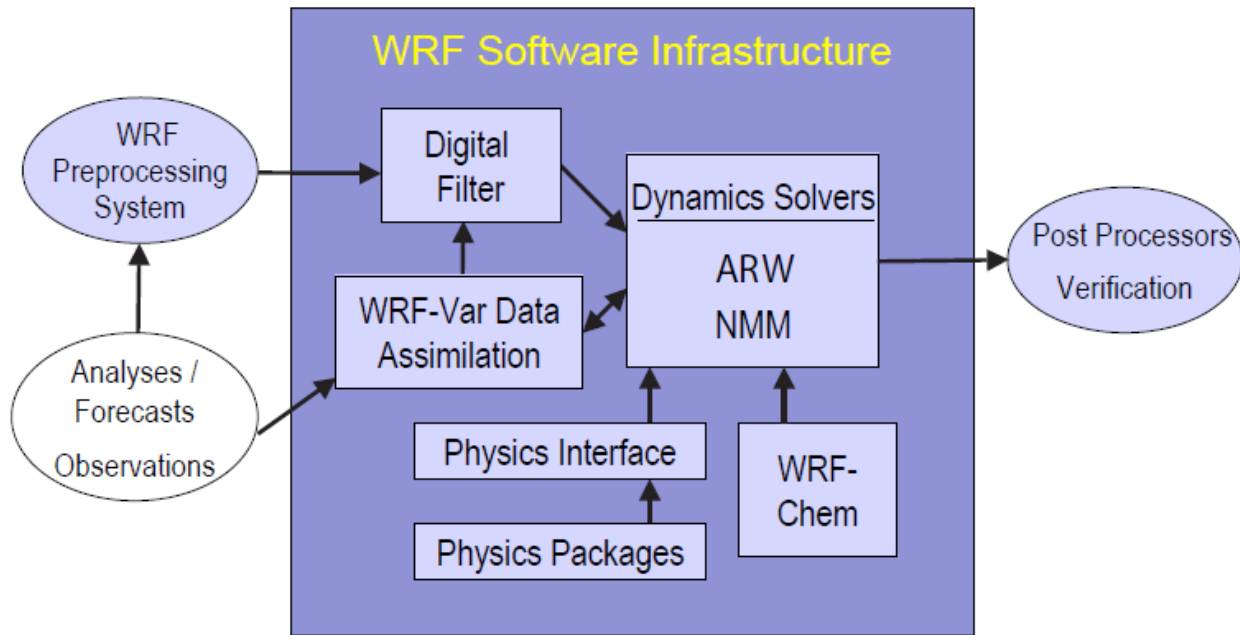 WRF Software Infrastructure
WRF
Preprocessing
System
Digital
Filter
Dynamics Solvers
ARW
NMM
Post Processors
Verification
WRF-Var Data
Assimilation
Analyses /
Forecasts
Observations
Physics Interface
WRF-
Chem
Physics Packages